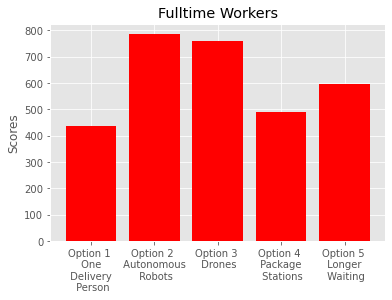 Fulltime Workers
800
700
600
500
400
300
200
100
0
Scores
Option 1
One
Delivery
Person
Option 2
Autonomous
Robots
Option 3
Drones
Option 4
Package
Stations
Option 5
Longer
Waiting